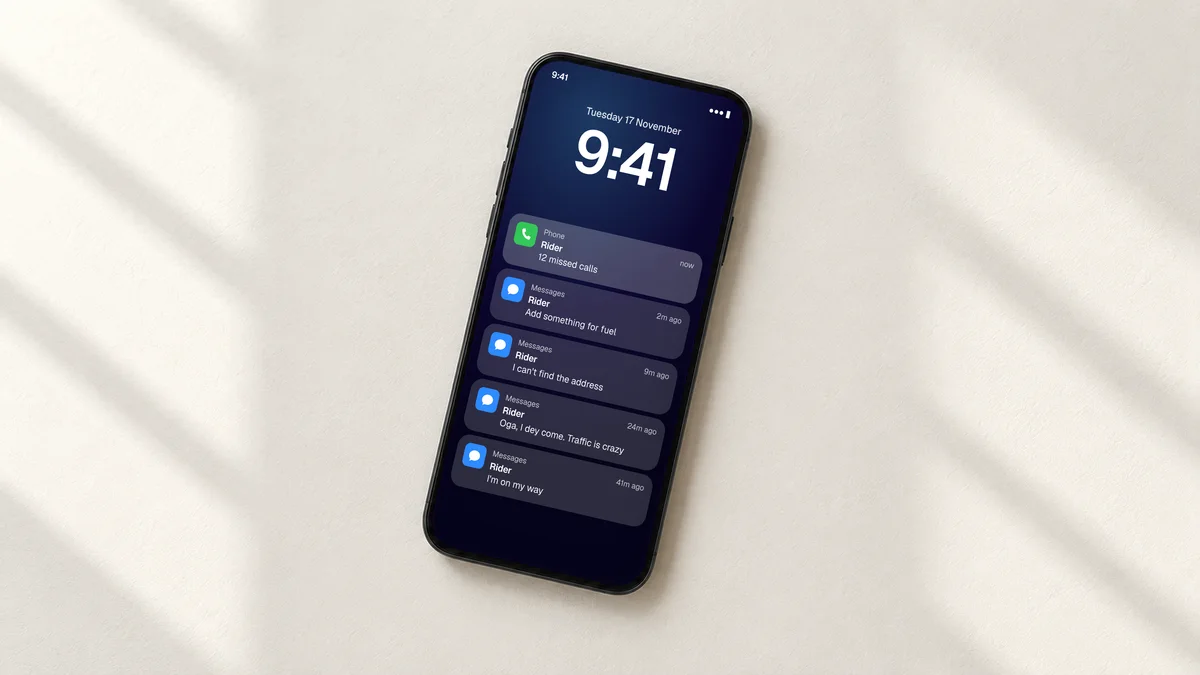 9:41
Tuesday 17 November
9:41
Phone
Rider
now
12 missed calls
Messages
Rider
2m ago
Add something for fuel
Messages
Rider
9m ago
I can't find the address
Messages
Rider
24m ago
Oga, I dey come. Traffic is crazy
Messages
Rider
41m ago
I'm on my way